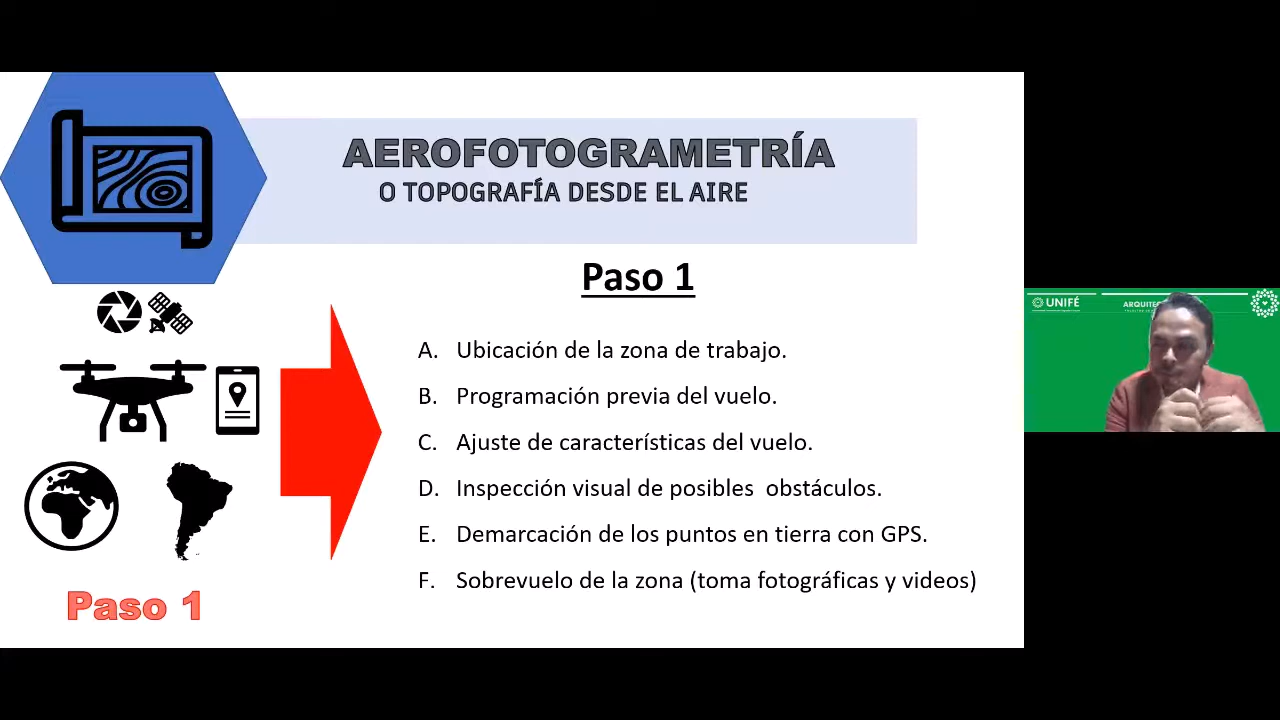 AEROFOTOGRAMETRÍA
O TOPOGRAFÍA DESDE EL AIRE
Paso 1
A. Ubicación de la zona de trabajo.
B. Programación previa del vuelo.
C. Ajuste de características del vuelo.
D. Inspección visual de posibles  obstáculos.
E. Demarcación de los puntos en tierra con GPS.
F. Sobrevuelo de la zona (toma fotográficas y videos)
Paso 1
UNIFÉ